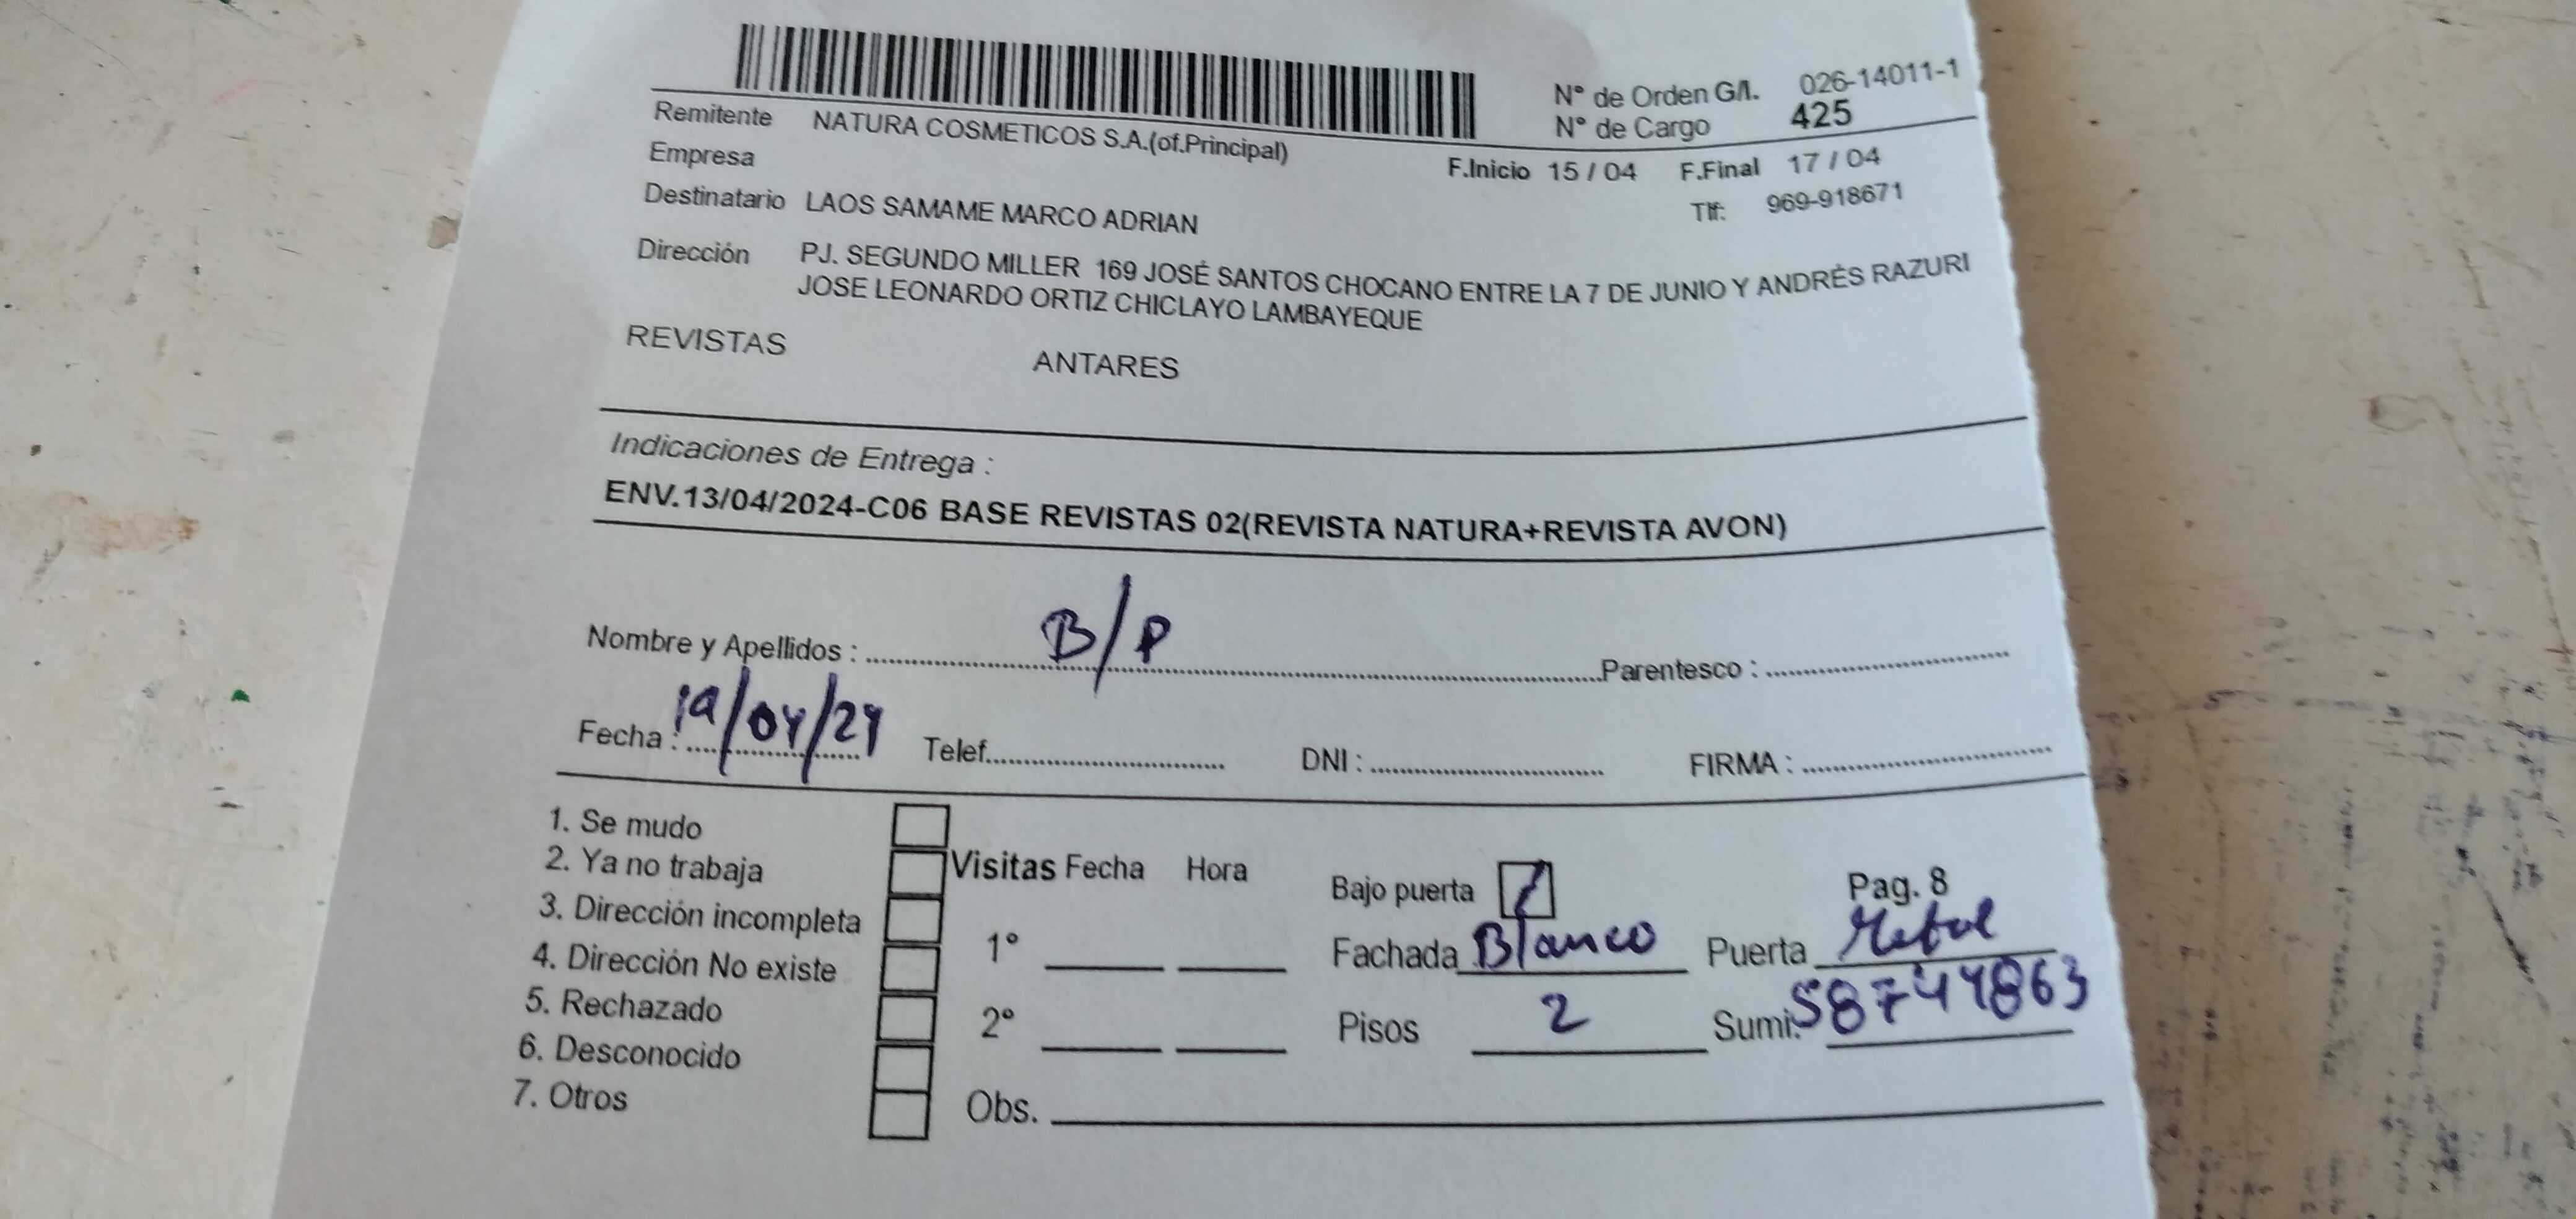 N° de Orden G/I. 026-14011-1
N° de Cargo 425
Remitente NATURA COSMETICOS S.A.(of.Principal)
Empresa F.Inicio 15 / 04 F.Final 17 / 04
Destinatario LAOS SAMAME MARCO ADRIAN Tlf: 969-918671
Dirección PJ. SEGUNDO MILLER 169 JOSÉ SANTOS CHOCANO ENTRE LA 7 DE JUNIO Y ANDRÉS RAZURI
JOSE LEONARDO ORTIZ CHICLAYO LAMBAYEQUE
REVISTAS ANTARES
Indicaciones de Entrega :
ENV.13/04/2024-C06 BASE REVISTAS 02(REVISTA NATURA+REVISTA AVON)
Nombre y Apellidos : B/P Parentesco :
Fecha : 19/04/24 Telef. DNI : FIRMA :
1. Se mudo
2. Ya no trabaja
3. Dirección incompleta
4. Dirección No existe
5. Rechazado
6. Desconocido
7. Otros
Visitas Fecha Hora
1°
2°
Obs.
Bajo puerta Pag. 8
Fachada Blanco Puerta Metal
Pisos 2 Sumi. 58744863